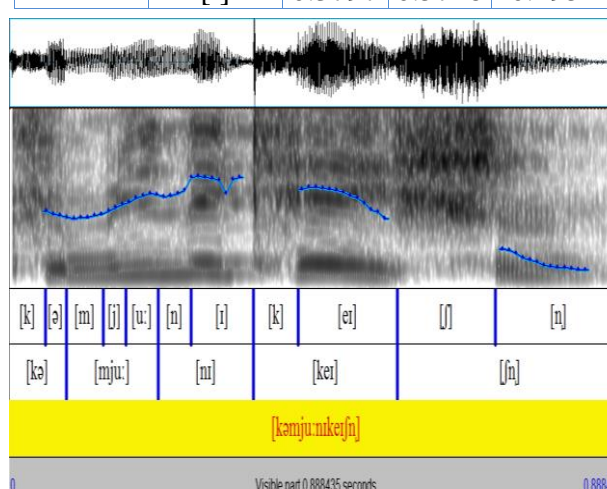 [k] [ə] [m] [j] [uː] [n] [ɪ] [k] [eɪ] [ʃ] [n̩]
[kə] [mjuː] [nɪ] [keɪ] [ʃn̩]
[kəmjuːnɪkeɪʃn̩]
0 Visible part 0.888435 seconds 0.888